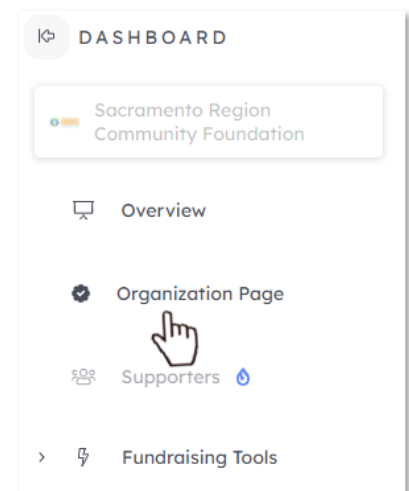 DASHBOARD
Sacramento Region
Community Foundation
Overview
Organization Page
Supporters
Fundraising Tools